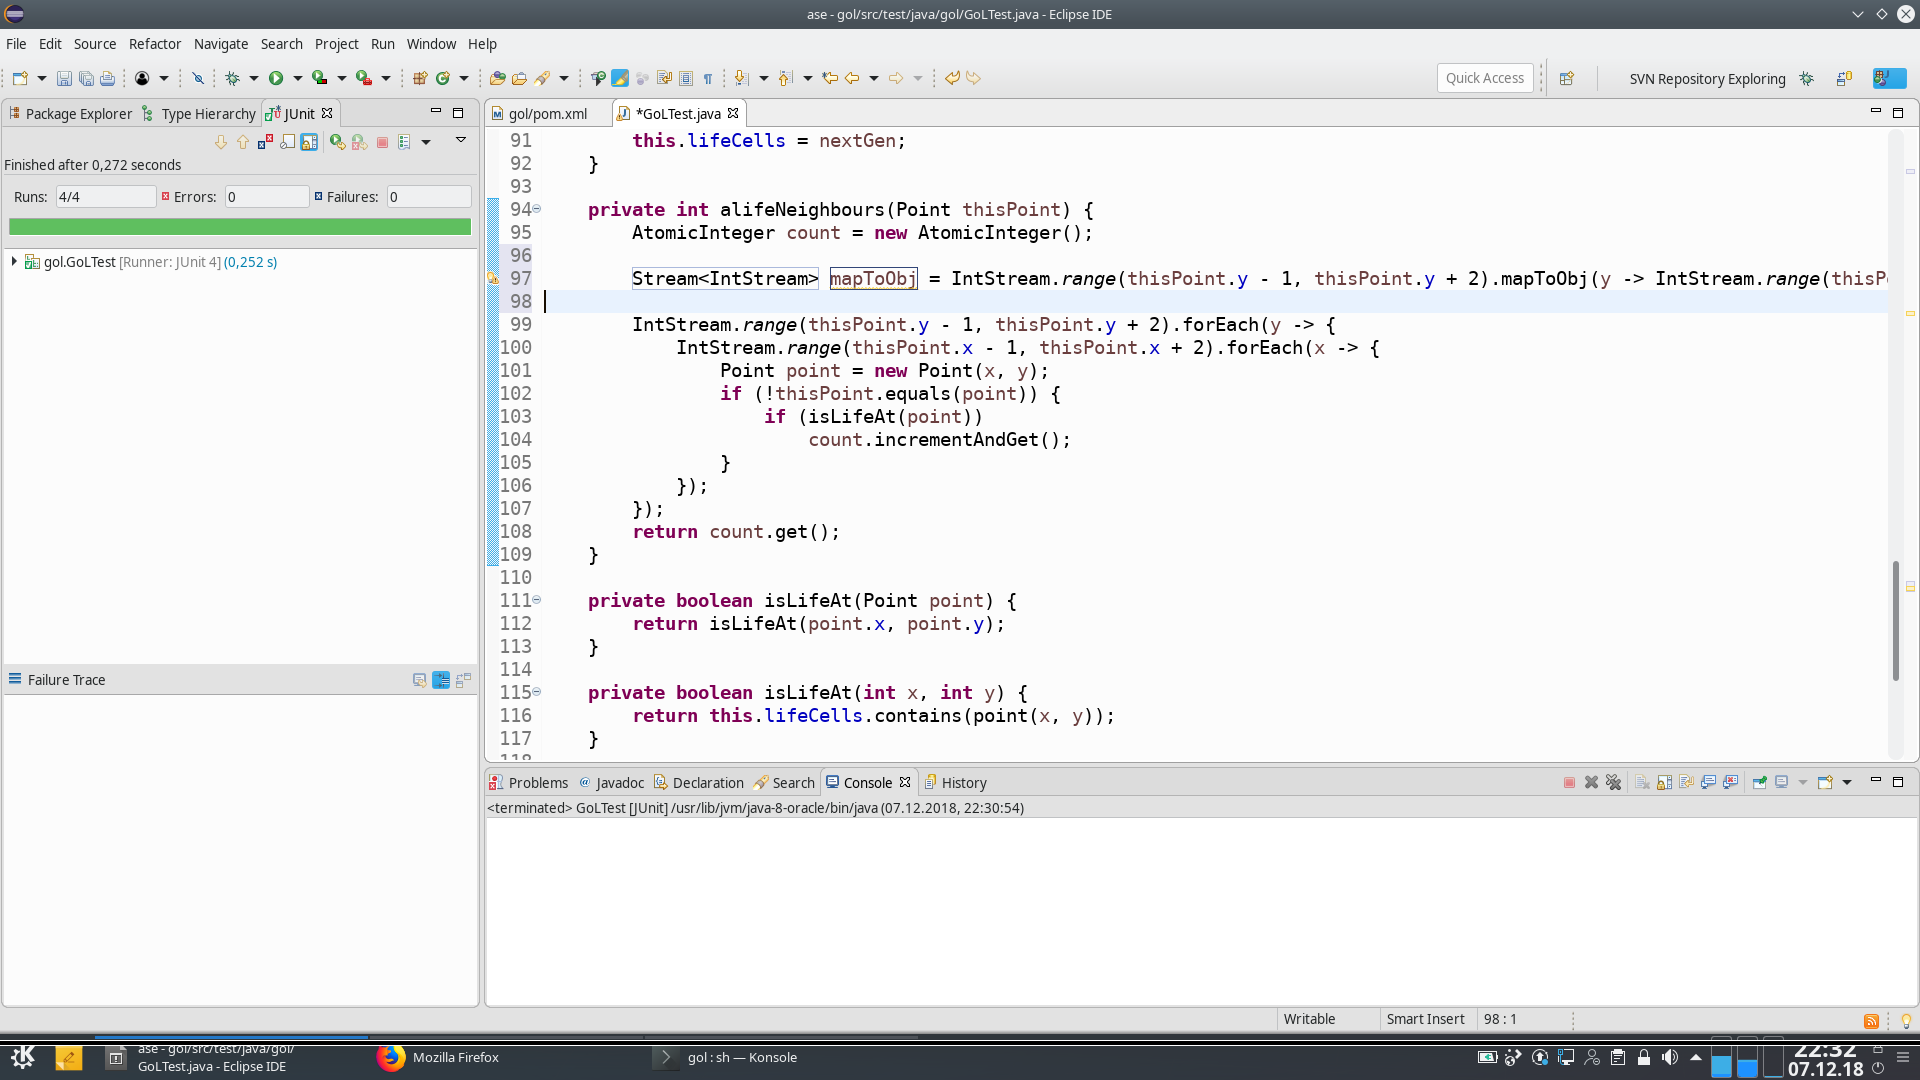 ase - gol/src/test/java/gol/GoLTest.java - Eclipse IDE
File Edit Source Refactor Navigate Search Project Run Window Help
Quick Access
SVN Repository Exploring
Package Explorer Type Hierarchy JUnit
Finished after 0,272 seconds
Runs: 4/4 Errors: 0 Failures: 0
gol.GoLTest [Runner: JUnit 4] (0,252 s)
Failure Trace
gol/pom.xml *GoLTest.java
91 this.lifeCells = nextGen;
92 }
93
94 private int alifeNeighbours(Point thisPoint) {
95 AtomicInteger count = new AtomicInteger();
96
97 Stream<IntStream> mapToObj = IntStream.range(thisPoint.y - 1, thisPoint.y + 2).mapToObj(y -> IntStream.range(thisP
98
99 IntStream.range(thisPoint.y - 1, thisPoint.y + 2).forEach(y -> {
100 IntStream.range(thisPoint.x - 1, thisPoint.x + 2).forEach(x -> {
101 Point point = new Point(x, y);
102 if (!thisPoint.equals(point)) {
103 if (isLifeAt(point))
104 count.incrementAndGet();
105 }
106 });
107 });
108 return count.get();
109 }
110
111 private boolean isLifeAt(Point point) {
112 return isLifeAt(point.x, point.y);
113 }
114
115 private boolean isLifeAt(int x, int y) {
116 return this.lifeCells.contains(point(x, y));
117 }
118
Problems Javadoc Declaration Search Console History
<terminated> GoLTest [JUnit] /usr/lib/jvm/java-8-oracle/bin/java (07.12.2018, 22:30:54)
Writable Smart Insert 98 : 1
ase - gol/src/test/java/gol/
GoLTest.java - Eclipse IDE
Mozilla Firefox
gol : sh — Konsole
22:32
07.12.18